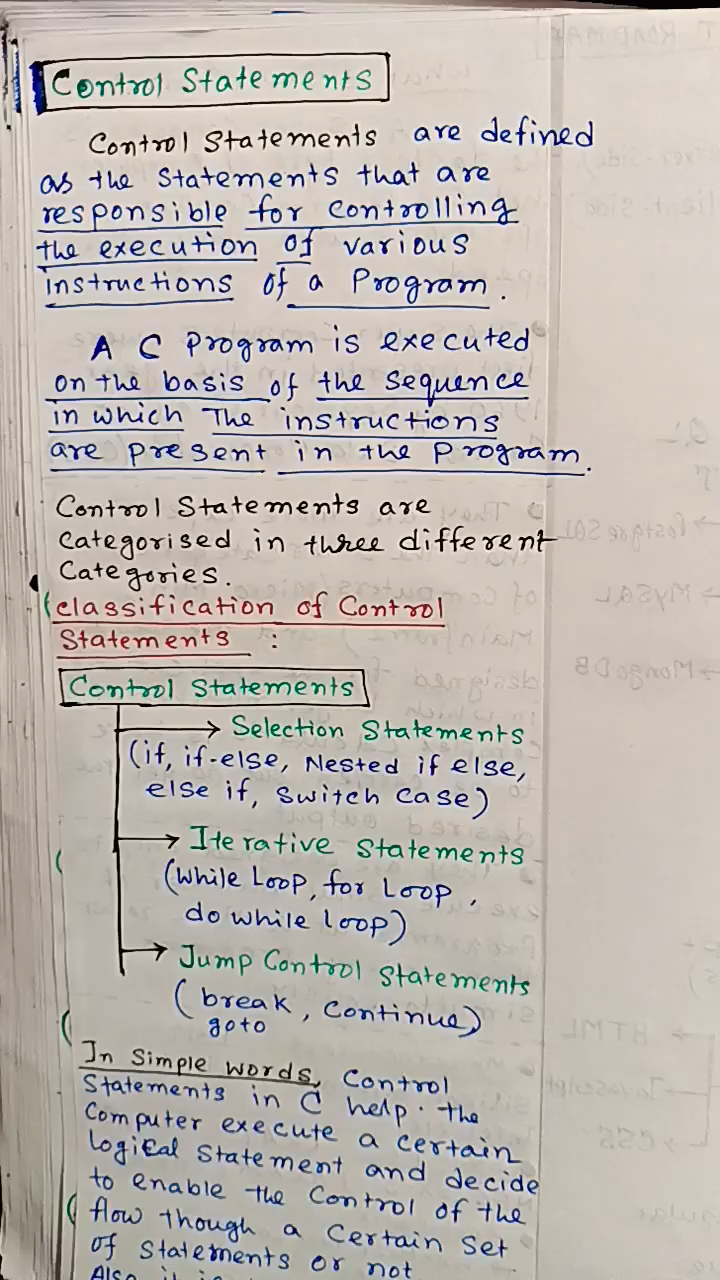 Control Statements
Control Statements are defined
as the statements that are
responsible for controlling
the execution of various
instructions of a Program.
A C Program is executed
on the basis of the sequence
in which The instructions
are present in the Program.
Control Statements are
Categorised in three different
Categories.
(classification of Control
Statements :
Control Statements
→ Selection Statements
(if, if-else, Nested if else,
else if, switch case)
→ Iterative Statements
(while Loop, for Loop,
do while loop)
→ Jump Control Statements
(break, continue)
goto
In Simple words, Control
Statements in C help. the
Computer execute a certain
logical statement and decide
to enable the Control of the
flow though a Certain Set
of Statements or not
Also